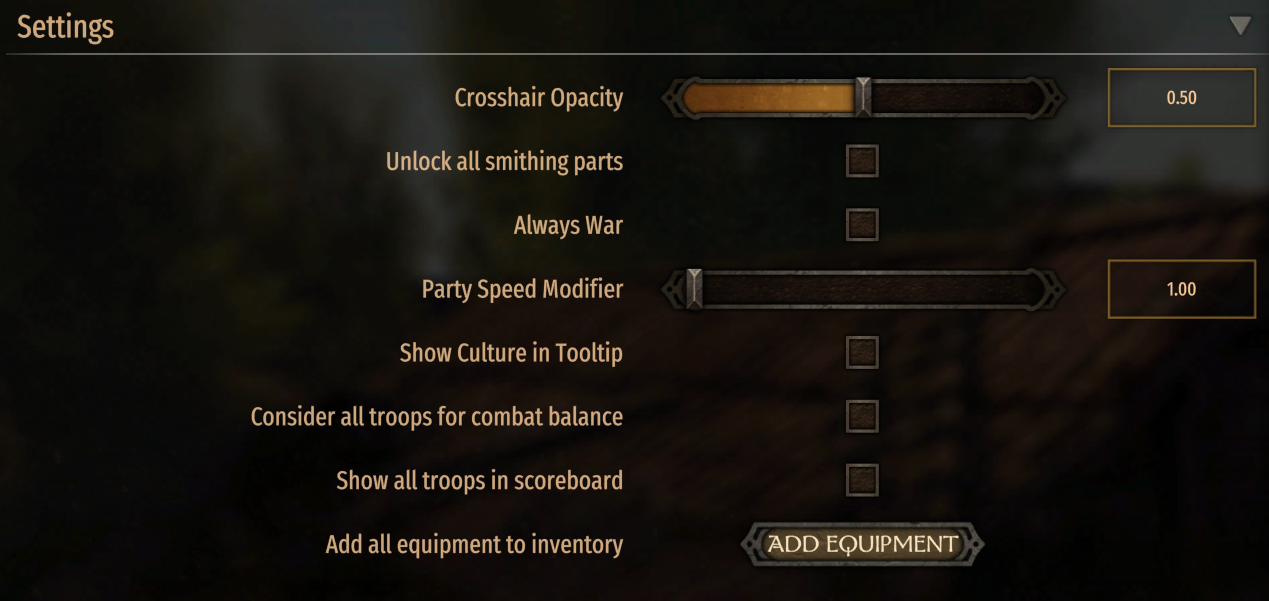 Settings
Crosshair Opacity 0.50
Unlock all smithing parts
Always War
Party Speed Modifier 1.00
Show Culture in Tooltip
Consider all troops for combat balance
Show all troops in scoreboard
Add all equipment to inventory ADD EQUIPMENT